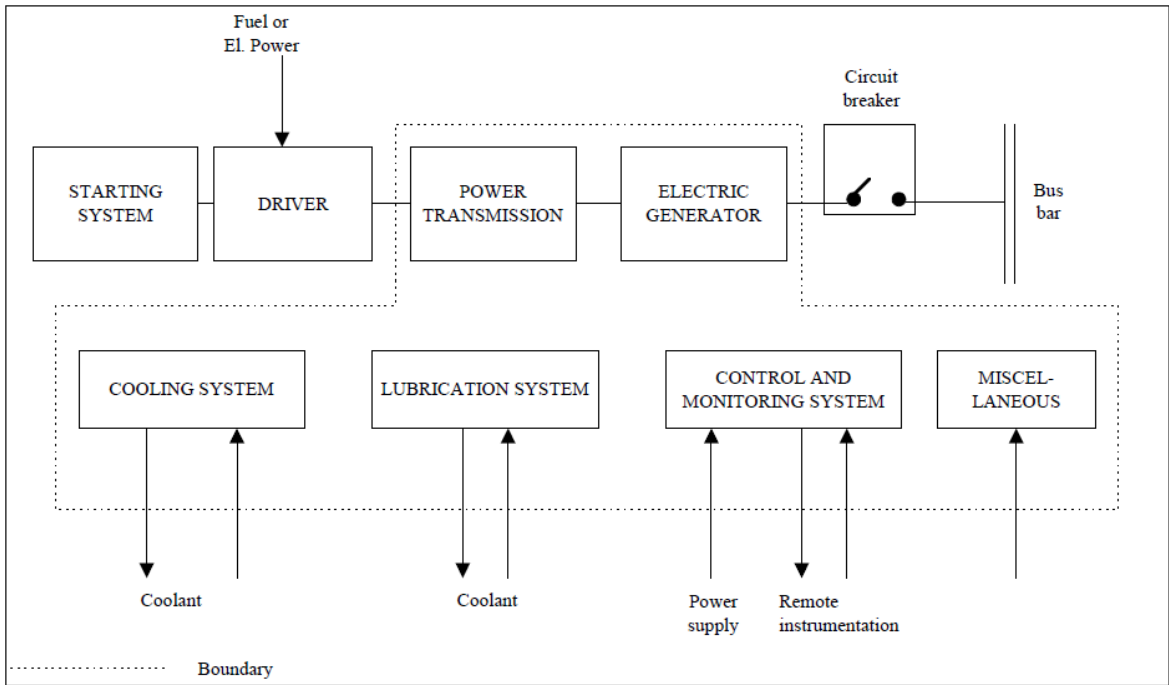 Fuel or
El. Power
Circuit
breaker
STARTING
SYSTEM
DRIVER
POWER
TRANSMISSION
ELECTRIC
GENERATOR
Bus
bar
COOLING SYSTEM
LUBRICATION SYSTEM
CONTROL AND
MONITORING SYSTEM
MISCEL-
LANEOUS
Coolant
Coolant
Power
supply
Remote
instrumentation
Boundary